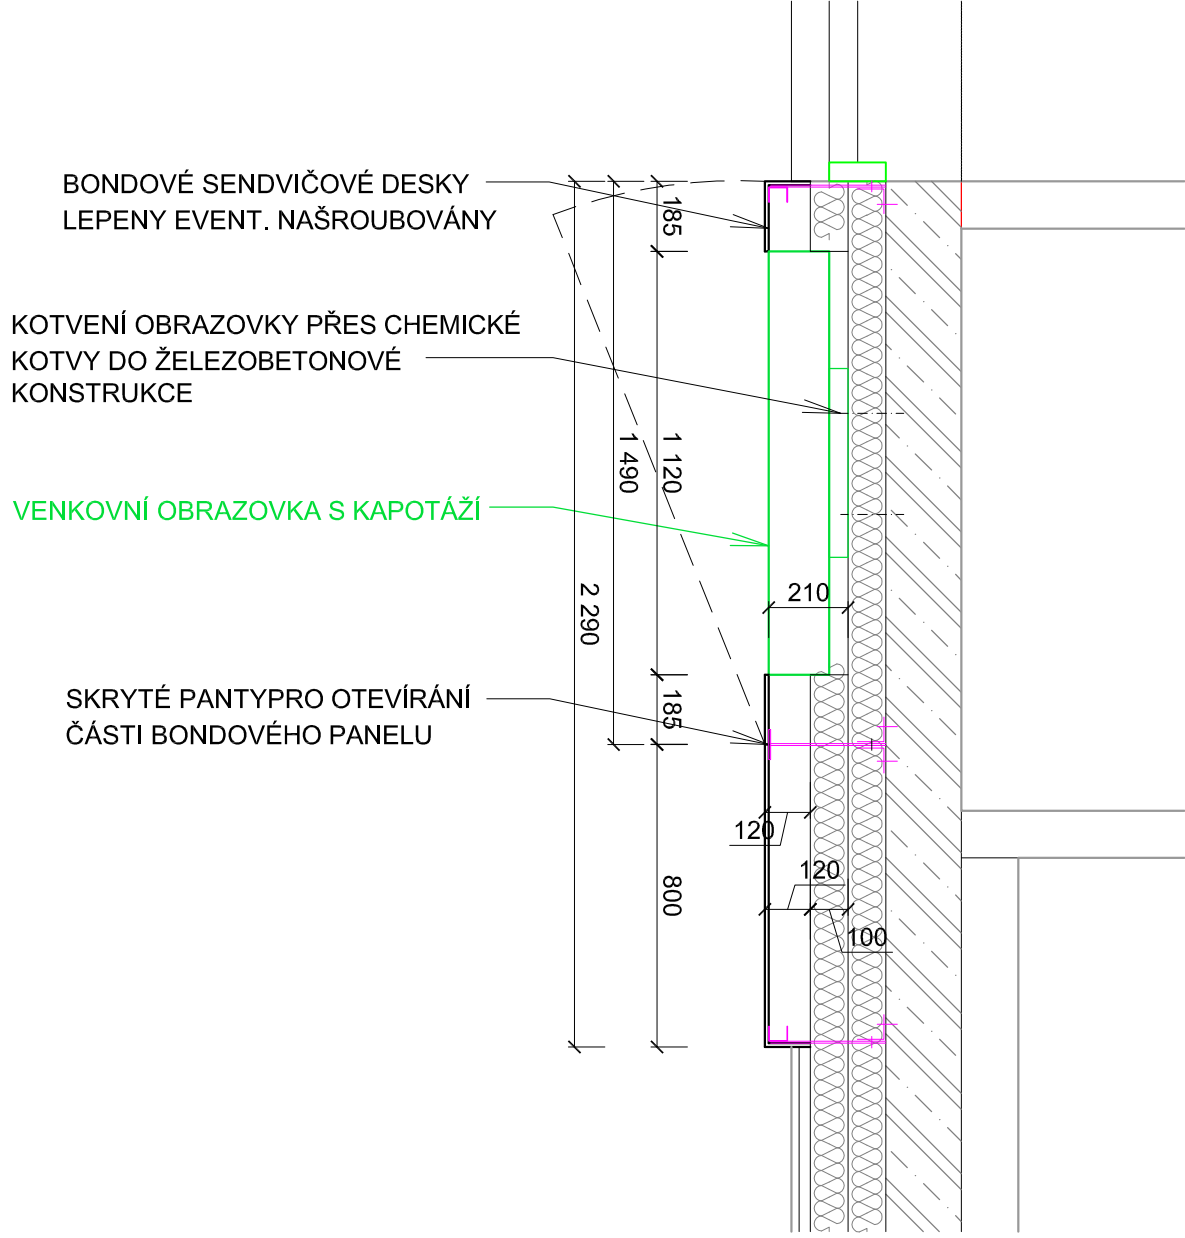 BONDOVÉ SENDVIČOVÉ DESKY
LEPENY EVENT. NAŠROUBOVÁNY
185
KOTVENÍ OBRAZOVKY PŘES CHEMICKÉ
KOTVY DO ŽELEZOBETONOVÉ
KONSTRUKCE
1 490
1 120
VENKOVNÍ OBRAZOVKA S KAPOTÁŽÍ
2 290
210
SKRYTÉ PANTYPRO OTEVÍRÁNÍ
ČÁSTI BONDOVÉHO PANELU
185
120
120
800
100